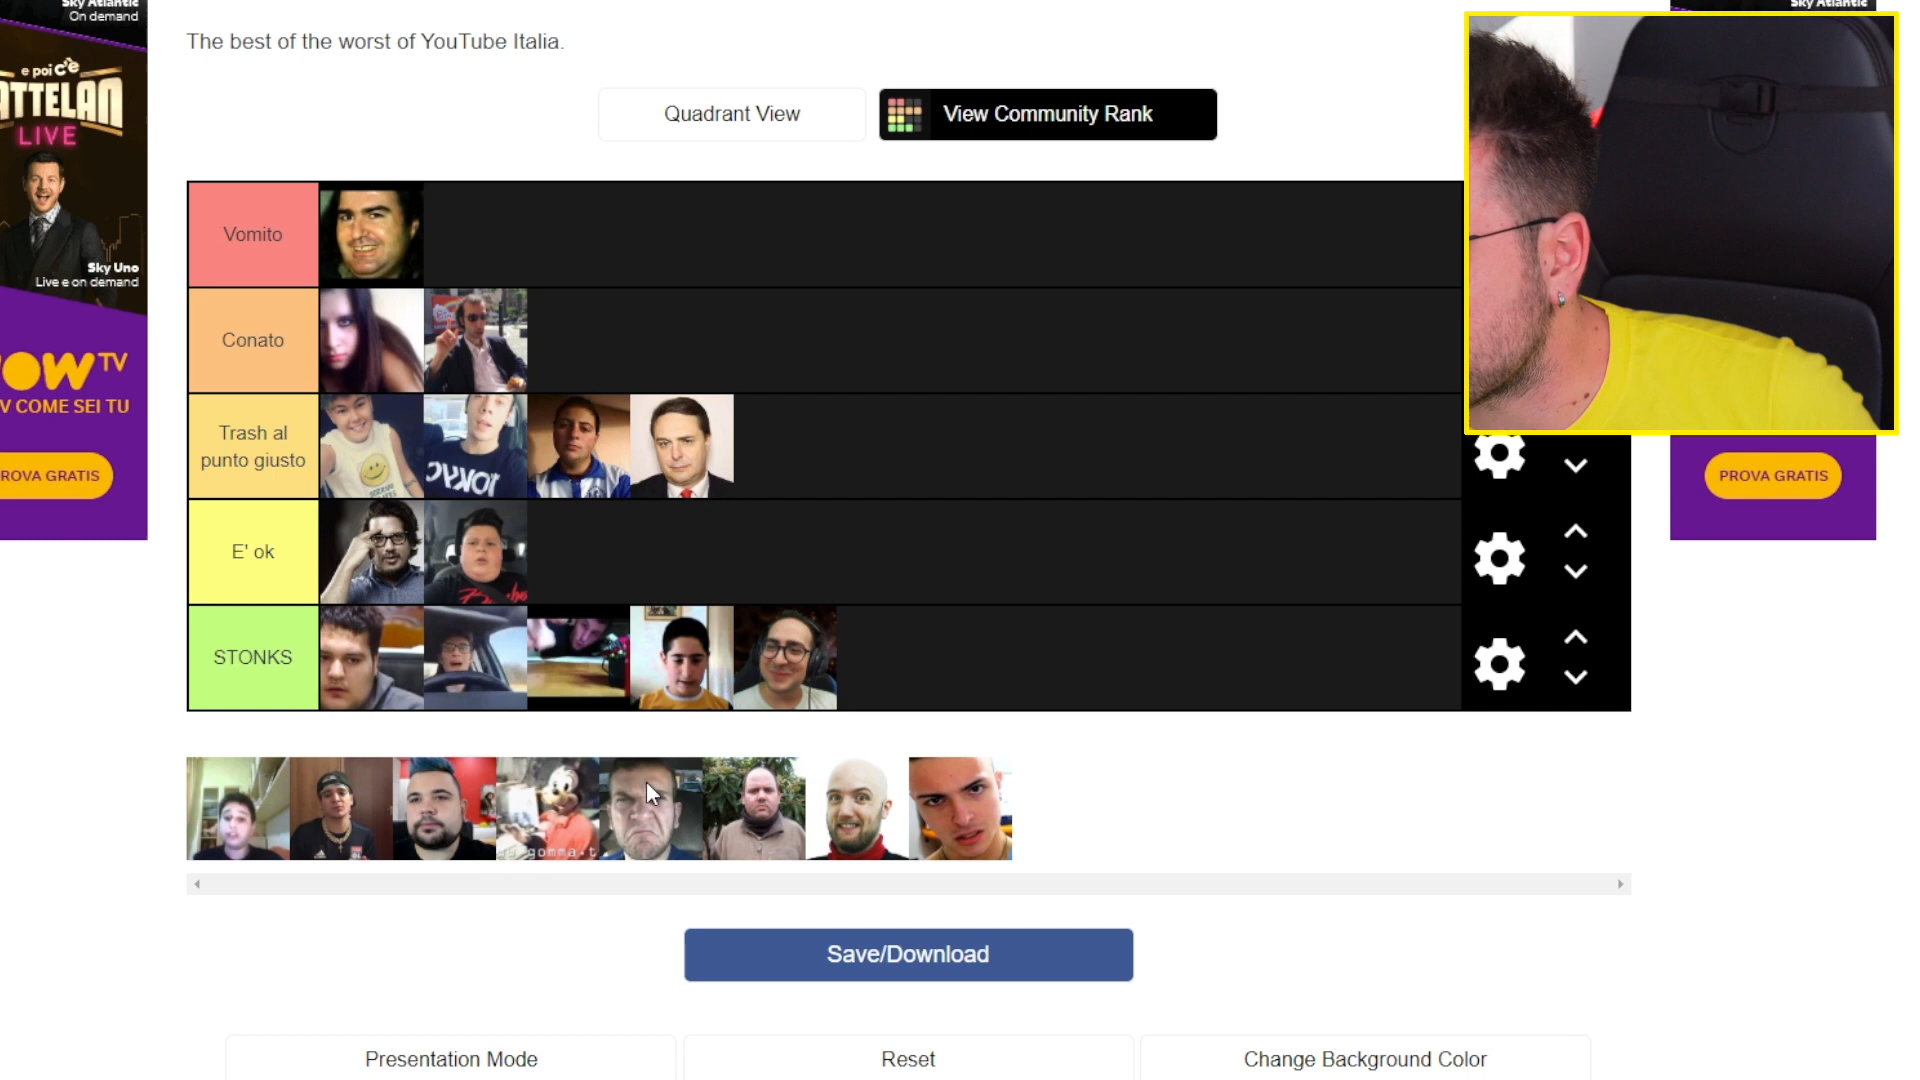 Sky Atlantic
On demand
Sky Atlantic
The best of the worst of YouTube Italia.
e poi c'è
ATTELAN
LIVE
Quadrant View
View Community Rank
Vomito
Sky Uno
Live e on demand
Conato
OW TV
V COME SEI TU
Trash al
punto giusto
ROVA GRATIS
PROVA GRATIS
E' ok
STONKS
gomma.t
Save/Download
Presentation Mode
Reset
Change Background Color